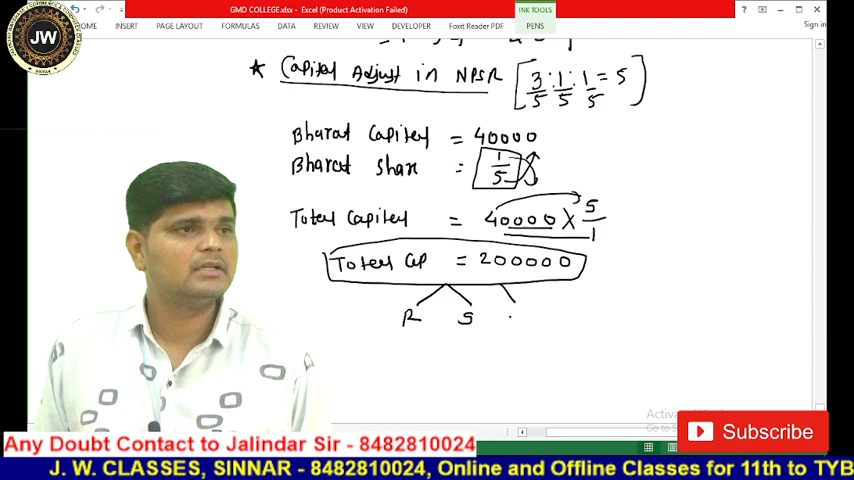 JW
GMD COLLEGE.xlsx - Excel (Product Activation Failed)
INK TOOLS
HOME INSERT PAGE LAYOUT FORMULAS DATA REVIEW VIEW DEVELOPER Foxit Reader PDF PENS Sign in
★ Capital Adjust in NPSR [3/5 : 1/5 : 1/5 = 5]
Bharat Capital = 40000
Bharat Share = 1/5
Total Capital = 40000 X 5/1
Total Cap = 200000
R S
Subscribe
Any Doubt Contact to Jalindar Sir - 8482810024
J. W. CLASSES, SINNAR - 8482810024, Online and Offline Classes for 11th to TYB